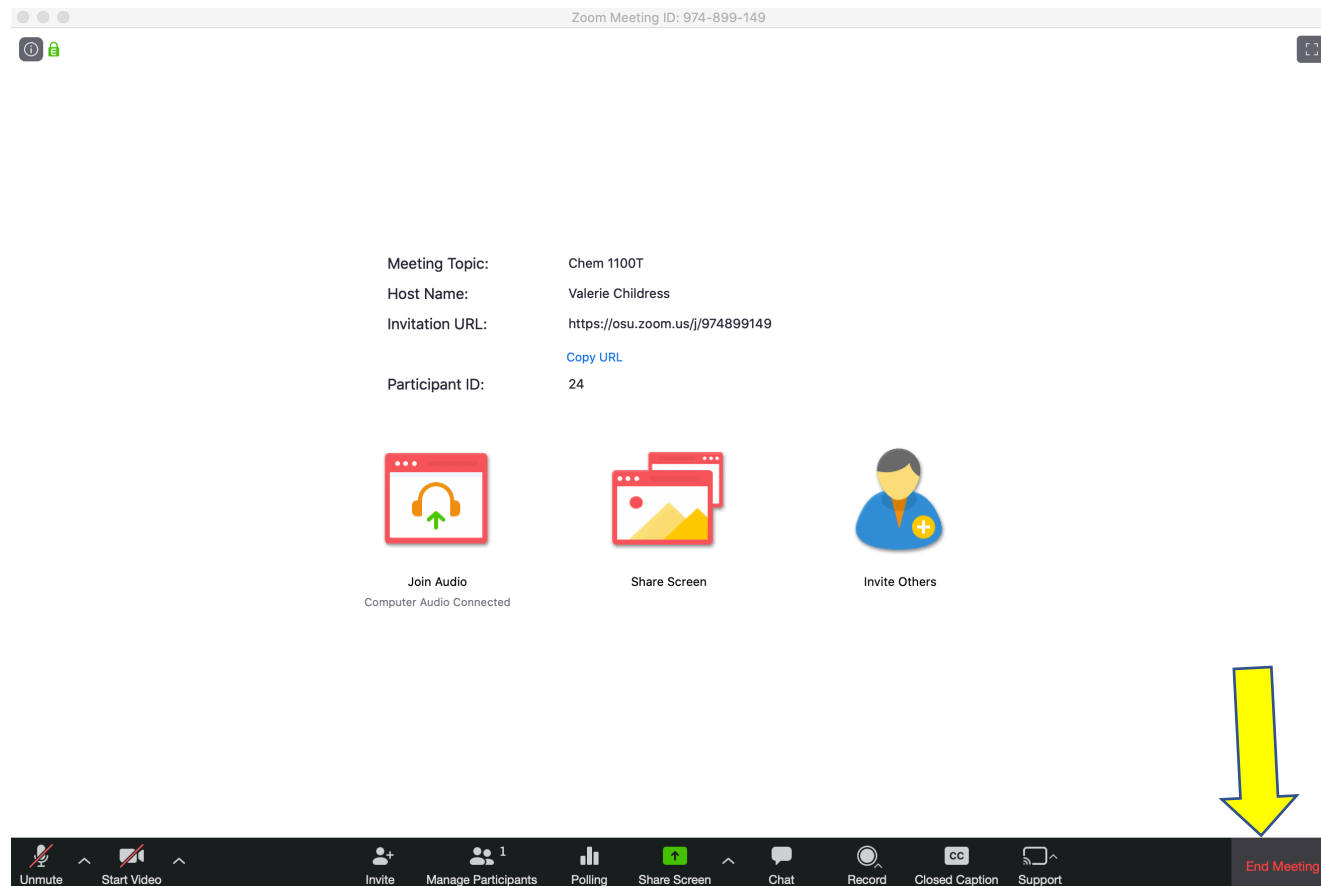 Zoom Meeting ID: 974-899-149
Meeting Topic: Chem 1100T
Host Name: Valerie Childress
Invitation URL: https://osu.zoom.us/j/974899149
Copy URL
Participant ID: 24
Join Audio Share Screen Invite Others
Computer Audio Connected
1
CC
Unmute Start Video Invite Manage Participants Polling Share Screen Chat Record Closed Caption Support End Meeting